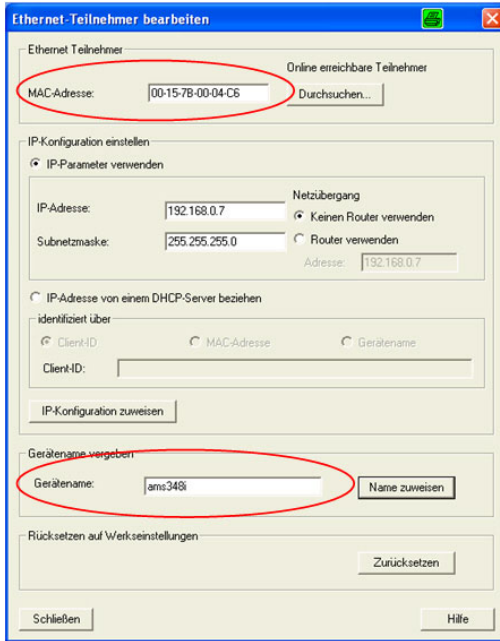 Ethernet-Teilnehmer bearbeiten
Ethernet Teilnehmer
Online erreichbare Teilnehmer
MAC-Adresse: 00-15-7B-00-04-C6 Durchsuchen...
IP-Konfiguration einstellen
IP-Parameter verwenden
Netzübergang
IP-Adresse: 192.168.0.7 Keinen Router verwenden
Subnetzmaske: 255.255.255.0 Router verwenden
Adresse: 192.168.0.7
IP-Adresse von einem DHCP-Server beziehen
identifiziert über
Client-ID MAC-Adresse Gerätename
Client-ID:
IP-Konfiguration zuweisen
Gerätename vergeben
Gerätename: ams348i Name zuweisen
Rücksetzen auf Werkseinstellungen
Zurücksetzen
Schließen Hilfe